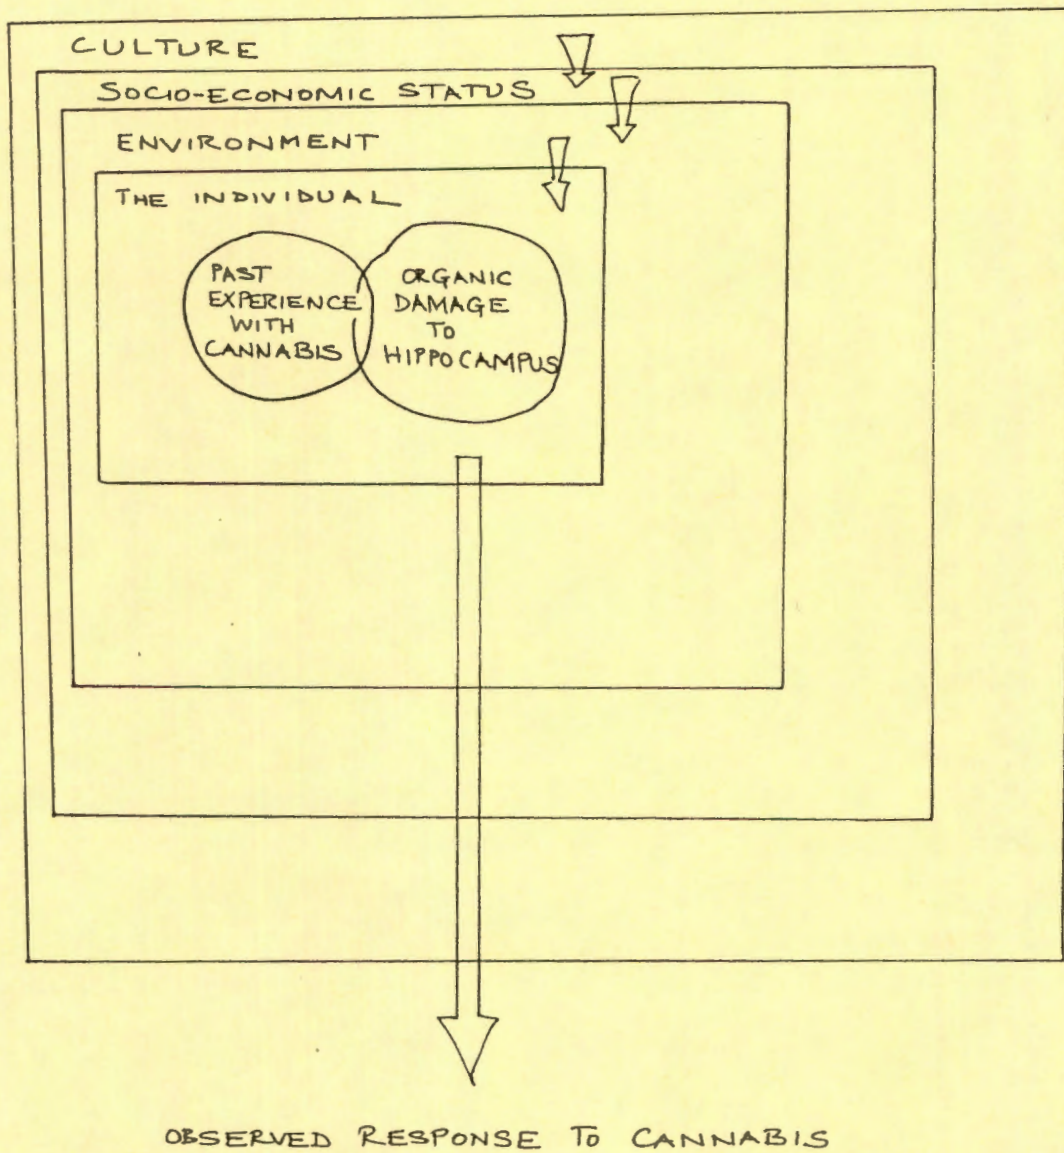 CULTURE
SOCIO-ECONOMIC STATUS
ENVIRONMENT
THE INDIVIDUAL
PAST
EXPERIENCE
WITH
CANNABIS
ORGANIC
DAMAGE
TO
HIPPOCAMPUS
OBSERVED RESPONSE TO CANNABIS